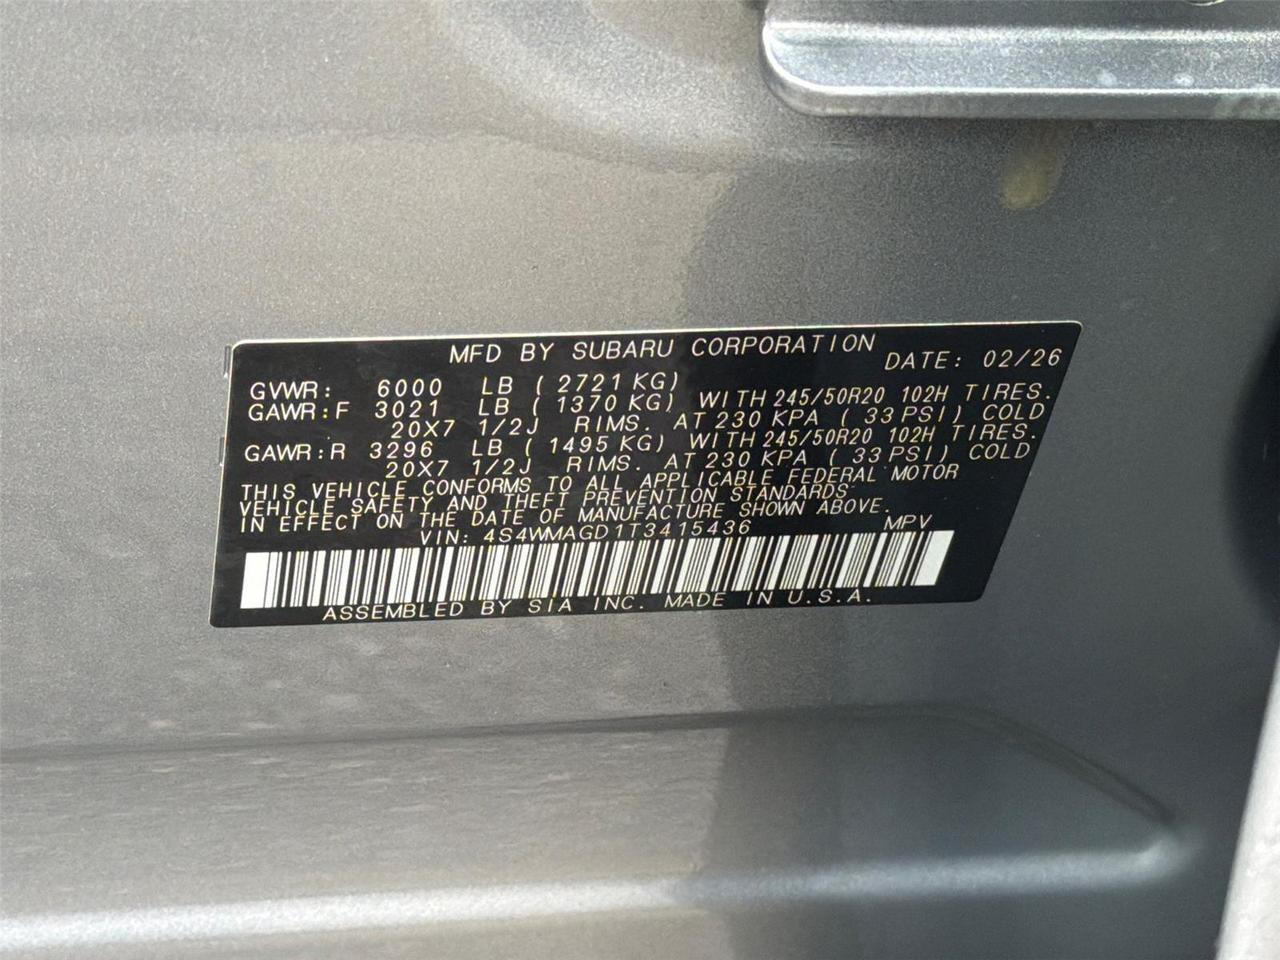 MFD BY SUBARU CORPORATION DATE: 02/26
GVWR: 6000 LB ( 2721 KG)
GAWR:F 3021 LB ( 1370 KG) WITH 245/50R20 102H TIRES.
20X7 1/2J RIMS. AT 230 KPA ( 33 PSI) COLD
GAWR:R 3296 LB ( 1495 KG) WITH 245/50R20 102H TIRES.
20X7 1/2J RIMS. AT 230 KPA ( 33 PSI) COLD
THIS VEHICLE CONFORMS TO ALL APPLICABLE FEDERAL MOTOR
VEHICLE SAFETY AND THEFT PREVENTION STANDARDS
IN EFFECT ON THE DATE OF MANUFACTURE SHOWN ABOVE.
VIN: 4S4WMAGD1T3415436 MPV
ASSEMBLED BY SIA INC. MADE IN U.S.A.